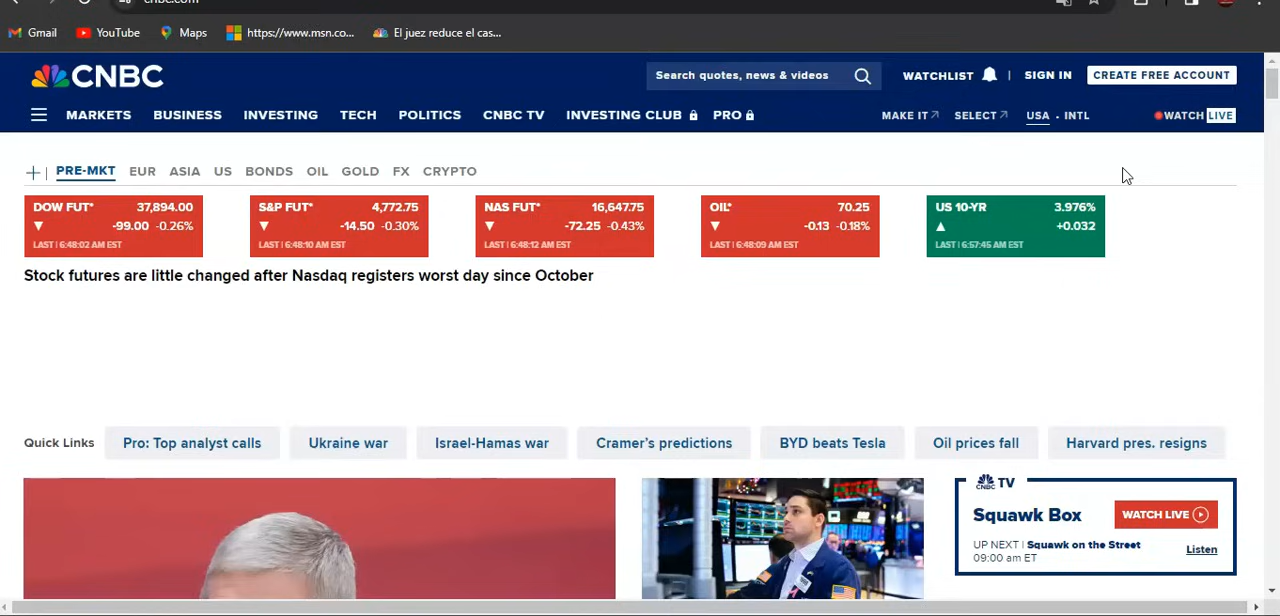 cnbc.com
Gmail YouTube Maps https://www.msn.co... El juez reduce el cas...
CNBC
Search quotes, news & videos WATCHLIST | SIGN IN CREATE FREE ACCOUNT
MARKETS BUSINESS INVESTING TECH POLITICS CNBC TV INVESTING CLUB PRO MAKE IT SELECT USA · INTL WATCH LIVE
+ | PRE-MKT EUR ASIA US BONDS OIL GOLD FX CRYPTO
DOW FUT* 37,894.00
▼ -99.00 -0.26%
LAST | 6:48:02 AM EST
S&P FUT* 4,772.75
▼ -14.50 -0.30%
LAST | 6:48:10 AM EST
NAS FUT* 16,647.75
▼ -72.25 -0.43%
LAST | 6:48:12 AM EST
OIL* 70.25
▼ -0.13 -0.18%
LAST | 6:48:09 AM EST
US 10-YR 3.976%
▲ +0.032
LAST | 6:57:45 AM EST
Stock futures are little changed after Nasdaq registers worst day since October
Quick Links Pro: Top analyst calls Ukraine war Israel-Hamas war Cramer's predictions BYD beats Tesla Oil prices fall Harvard pres. resigns
CNBC TV
Squawk Box WATCH LIVE
UP NEXT | Squawk on the Street
09:00 am ET Listen